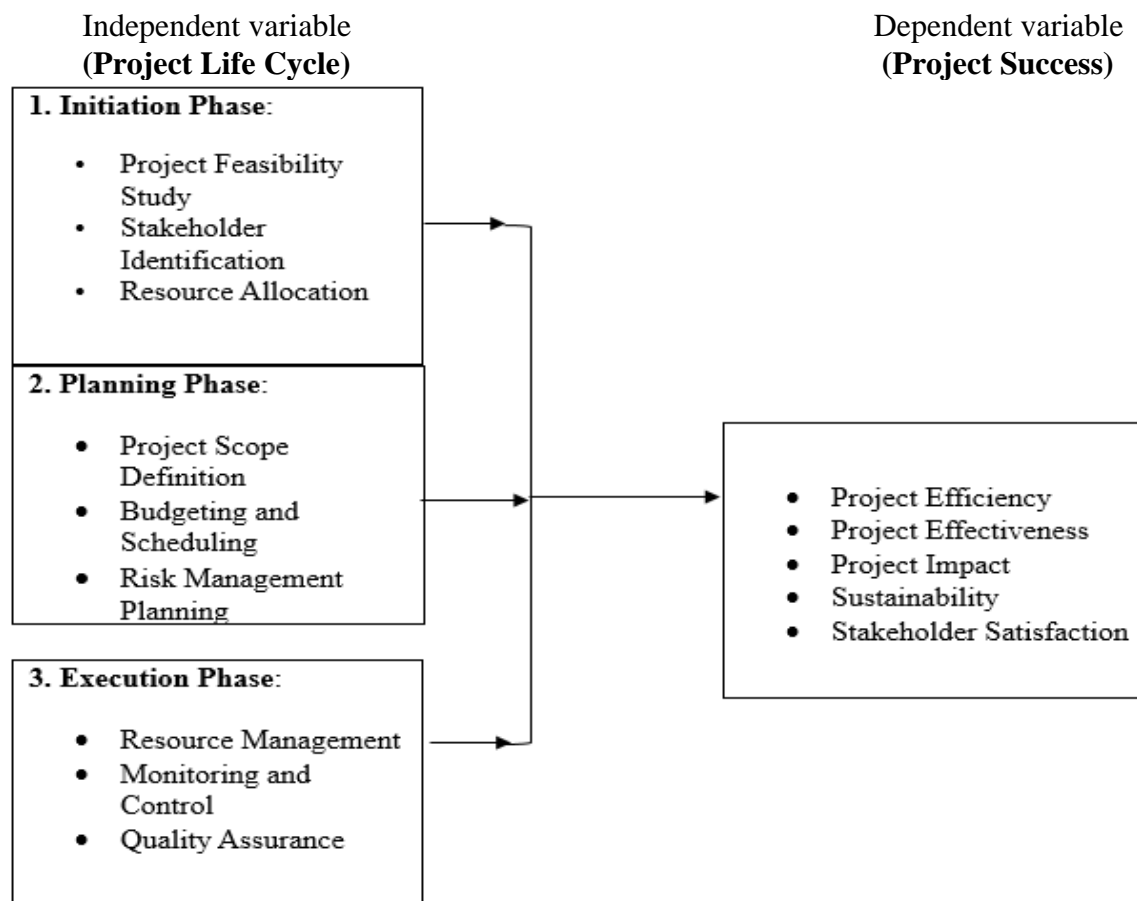 Independent variable
(Project Life Cycle)
Dependent variable
(Project Success)
1. Initiation Phase:
• Project Feasibility
Study
• Stakeholder
Identification
• Resource Allocation
2. Planning Phase:
• Project Scope
Definition
• Budgeting and
Scheduling
• Risk Management
Planning
3. Execution Phase:
• Resource Management
• Monitoring and
Control
• Quality Assurance
• Project Efficiency
• Project Effectiveness
• Project Impact
• Sustainability
• Stakeholder Satisfaction